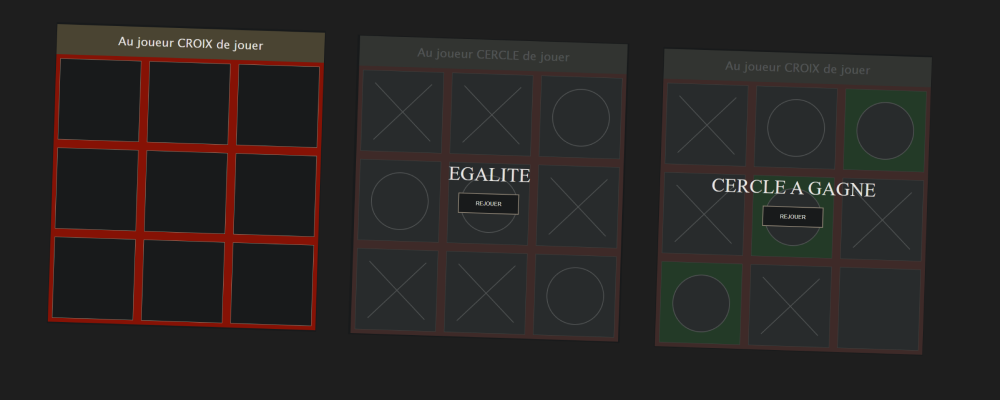 Au joueur CROIX de jouer
Au joueur CERCLE de jouer
EGALITE
REJOUER
Au joueur CROIX de jouer
CERCLE A GAGNE
REJOUER